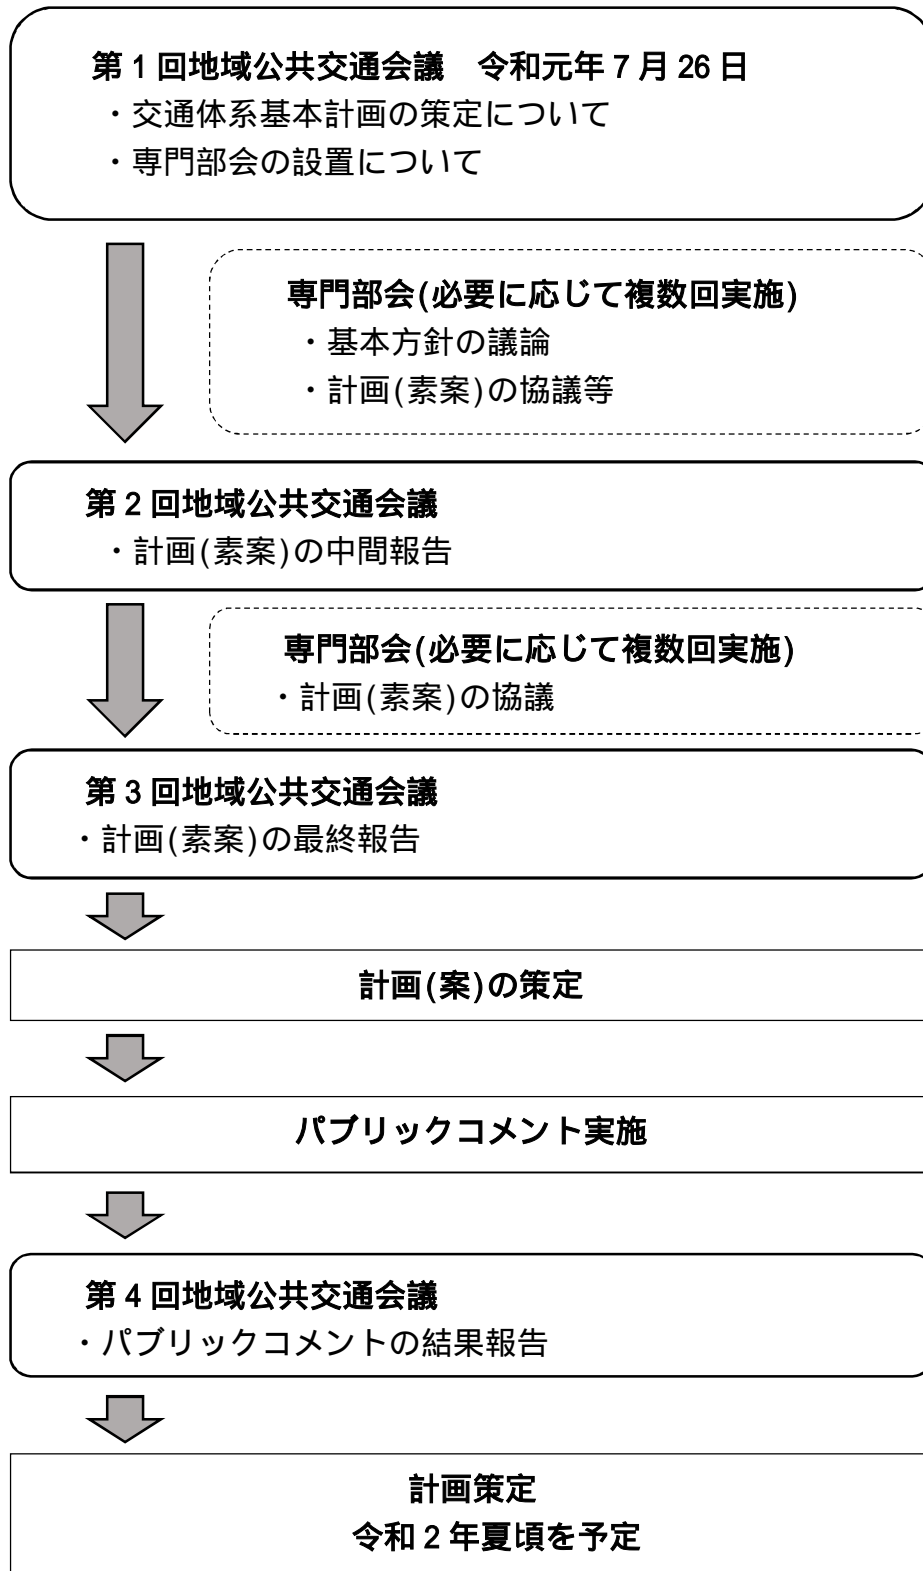 第1回地域公共交通会議　令和元年7月26日
・交通体系基本計画の策定について
・専門部会の設置について
専門部会(必要に応じて複数回実施)
・基本方針の議論
・計画(素案)の協議等
第2回地域公共交通会議
・計画(素案)の中間報告
専門部会(必要に応じて複数回実施)
・計画(素案)の協議
第3回地域公共交通会議
・計画(素案)の最終報告
計画(案)の策定
パブリックコメント実施
第4回地域公共交通会議
・パブリックコメントの結果報告
計画策定
令和2年夏頃を予定